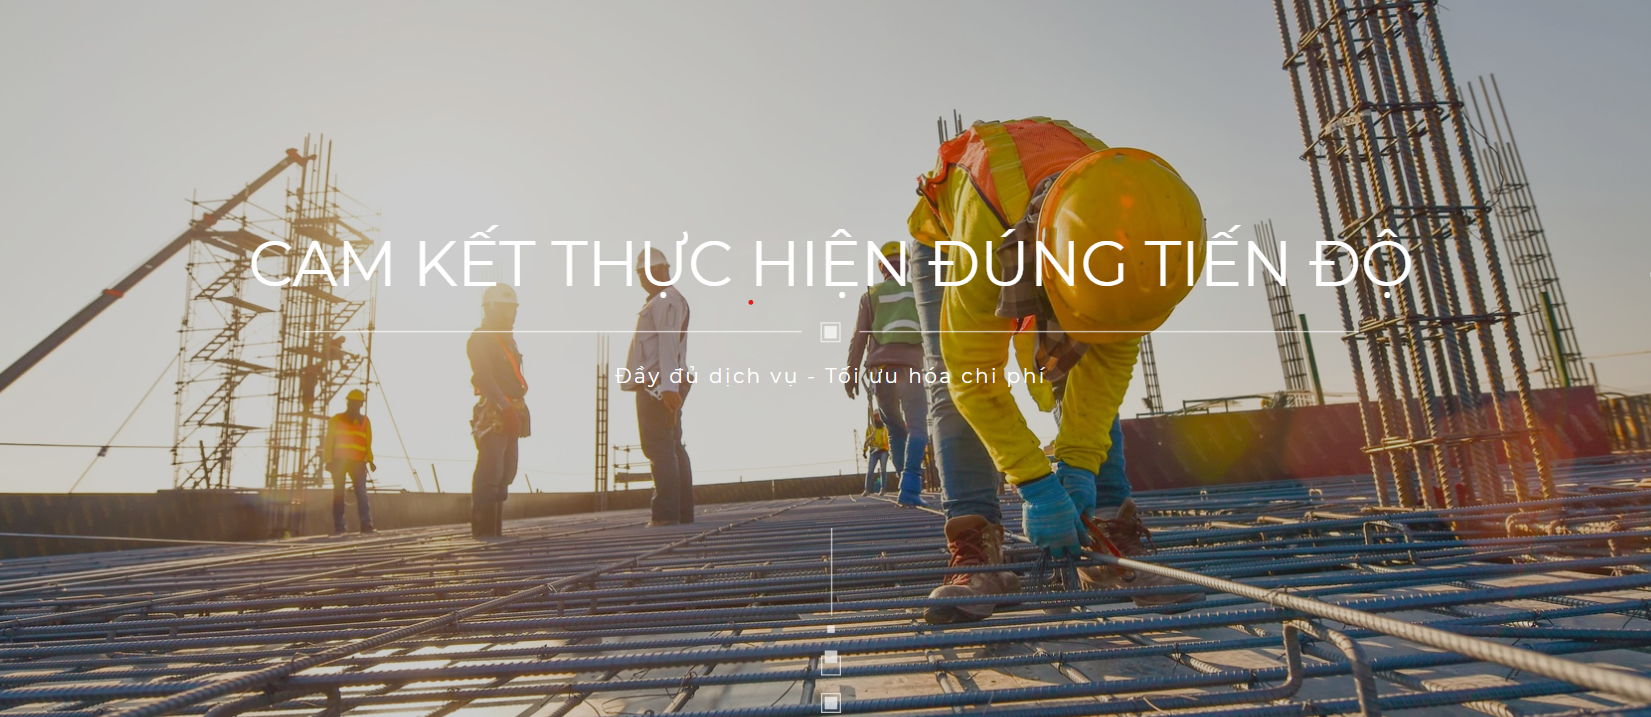 CAM KẾT THỰC HIỆN ĐÚNG TIẾN ĐỘ
Đầy đủ dịch vụ - Tối ưu hóa chi phí